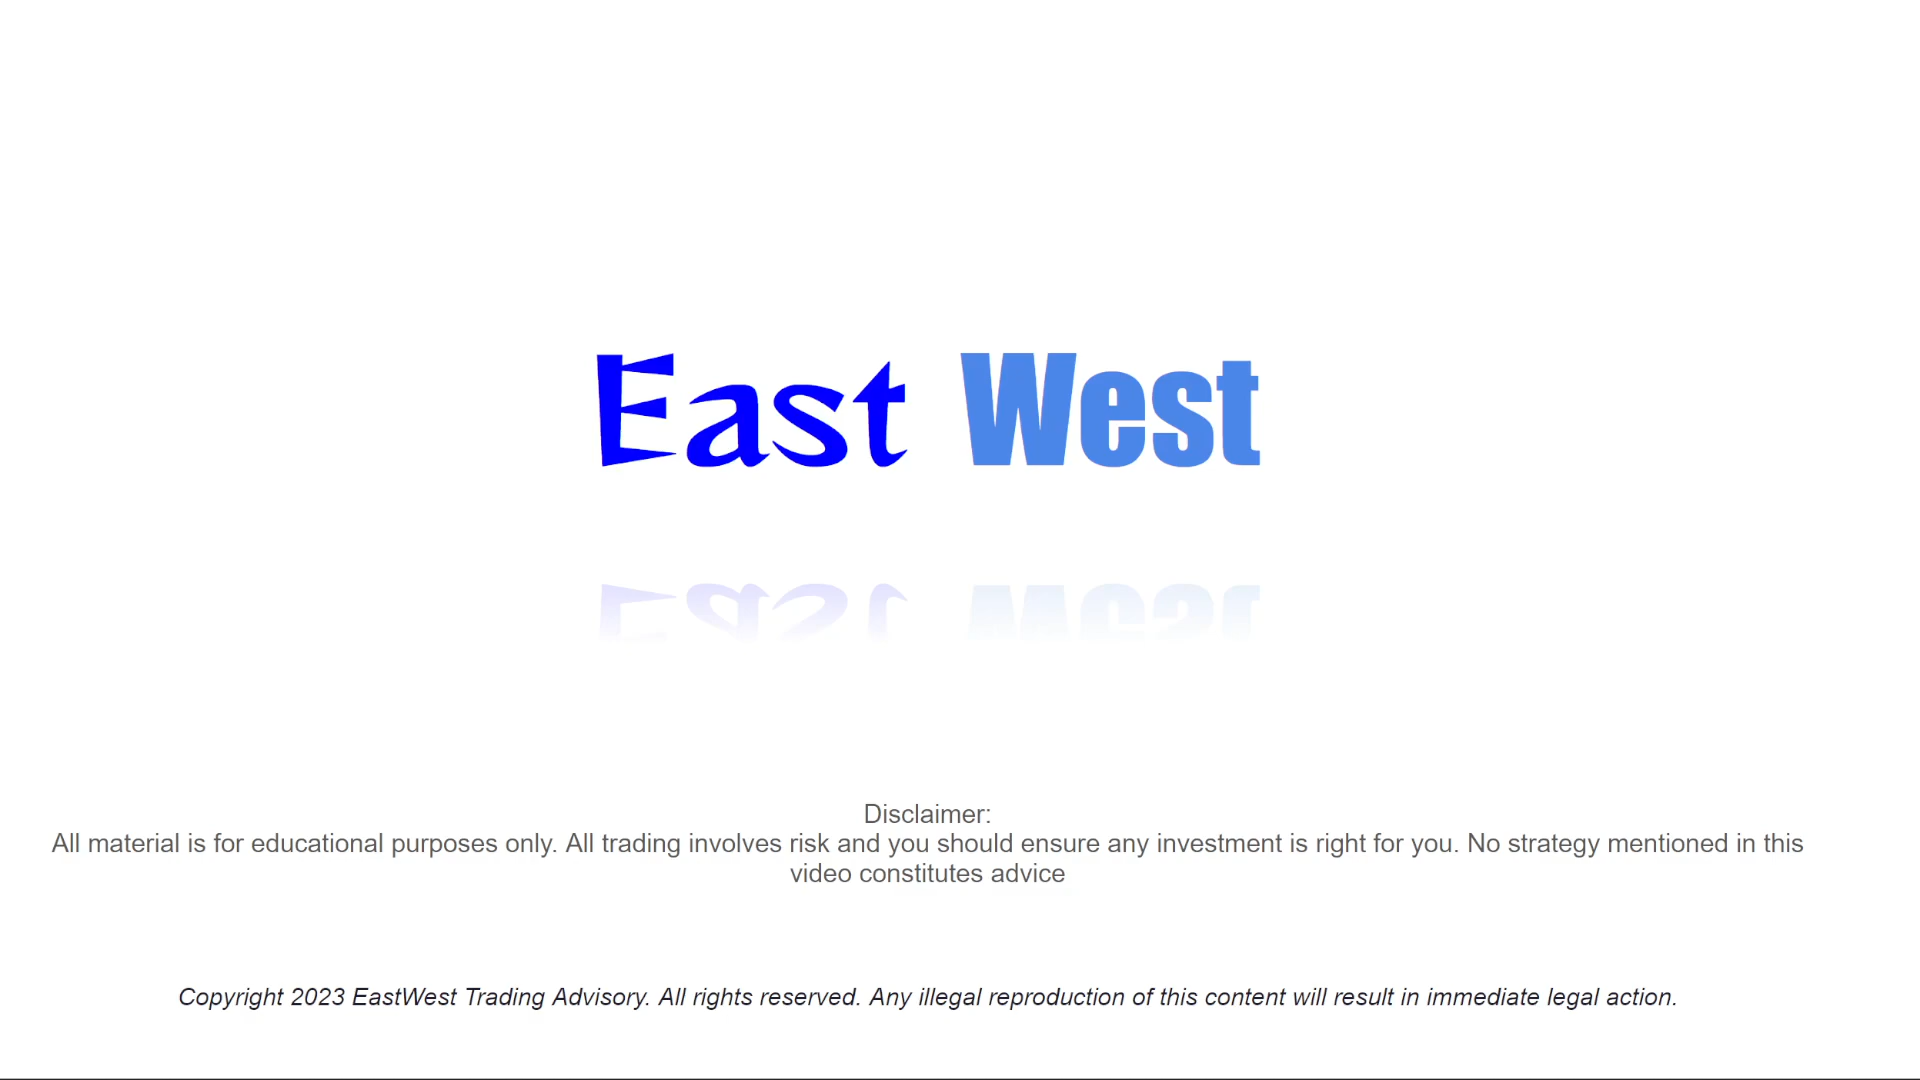 East West
Disclaimer:
All material is for educational purposes only. All trading involves risk and you should ensure any investment is right for you. No strategy mentioned in this
video constitutes advice
Copyright 2023 EastWest Trading Advisory. All rights reserved. Any illegal reproduction of this content will result in immediate legal action.